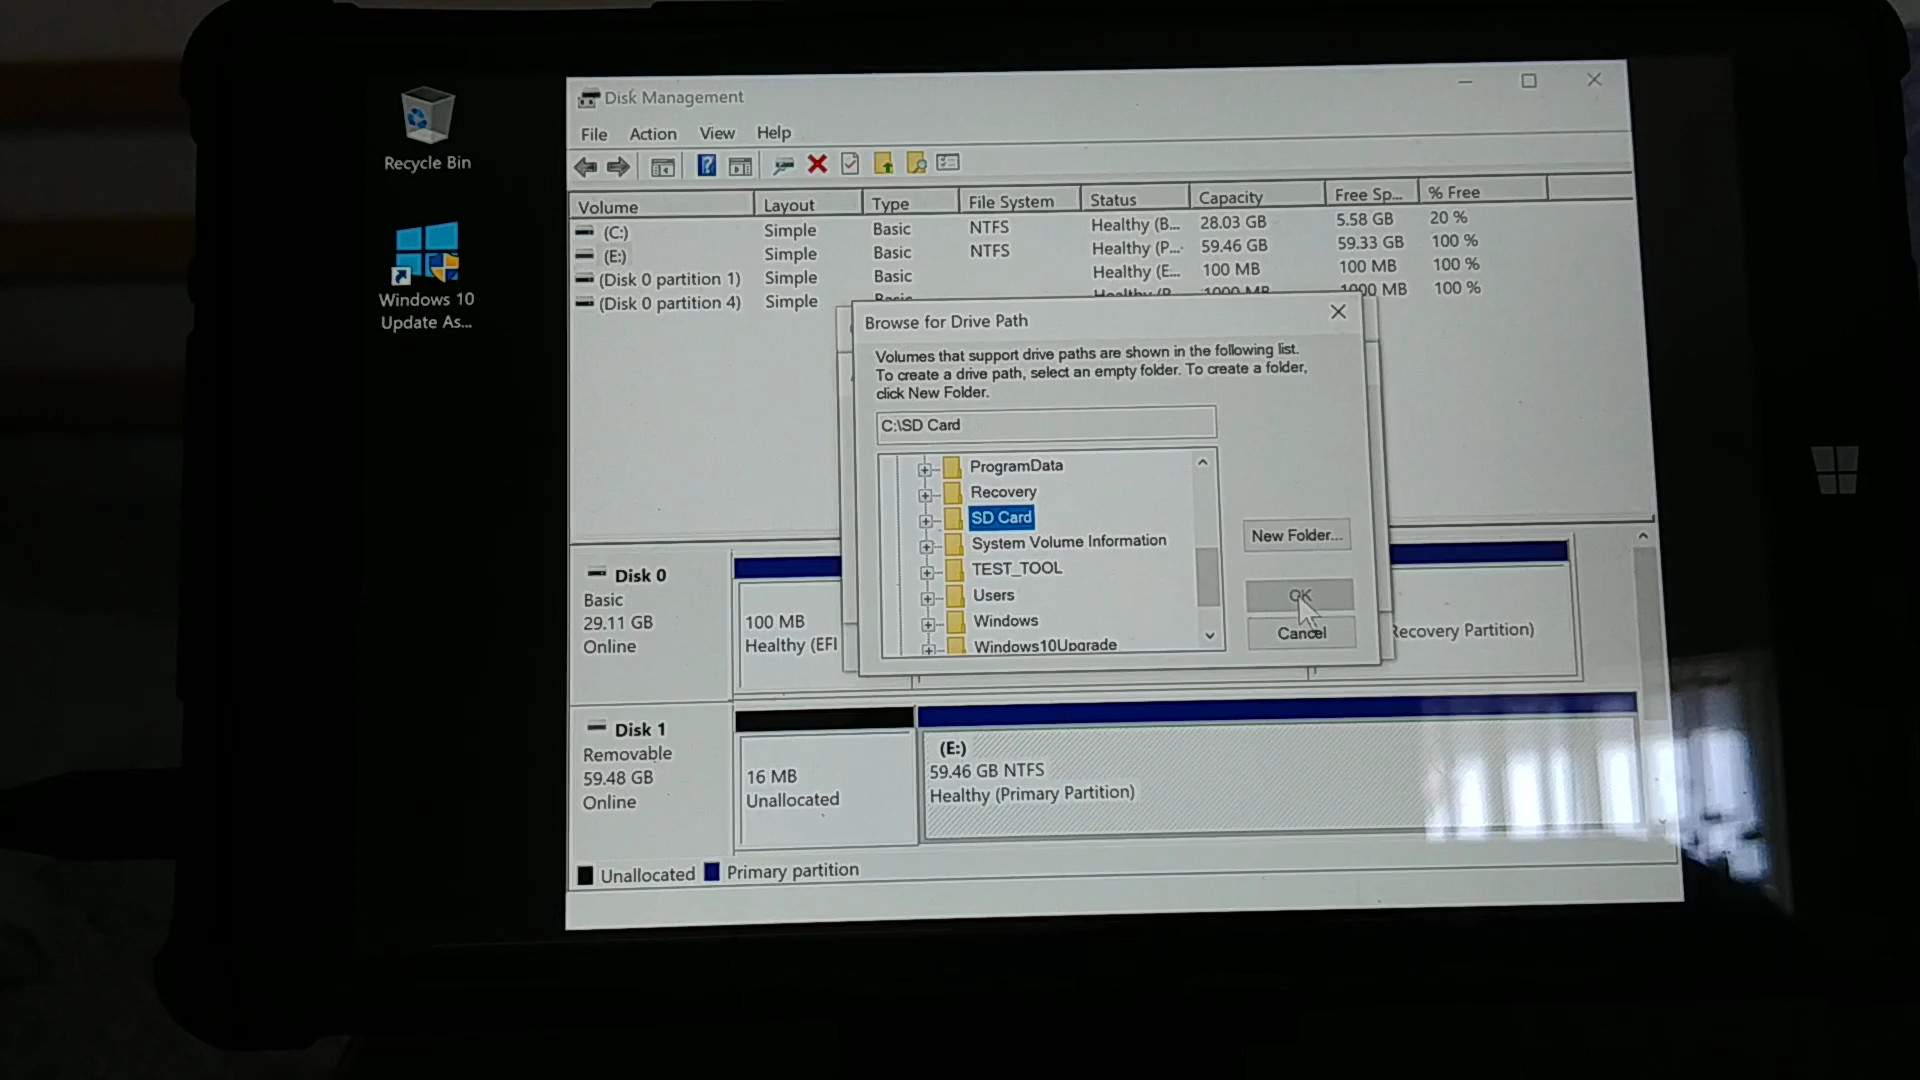 Recycle Bin
Windows 10
Update As...
Disk Management
File Action View Help
Volume Layout Type File System Status Capacity Free Sp... % Free
(C:) Simple Basic NTFS Healthy (B... 28.03 GB 5.58 GB 20 %
(E:) Simple Basic NTFS Healthy (P... 59.46 GB 59.33 GB 100 %
(Disk 0 partition 1) Simple Basic Healthy (E... 100 MB 100 MB 100 %
(Disk 0 partition 4) Simple Basic Healthy (R 1000 MB 1000 MB 100 %
Browse for Drive Path
Volumes that support drive paths are shown in the following list.
To create a drive path, select an empty folder. To create a folder,
click New Folder.
C:\SD Card
ProgramData
Recovery
SD Card
System Volume Information
TEST_TOOL
Users
Windows
Windows10Upgrade
New Folder...
OK
Cancel
Disk 0
Basic
29.11 GB
Online
100 MB
Healthy (EFI
Recovery Partition)
Disk 1
Removable
59.48 GB
Online
16 MB
Unallocated
(E:)
59.46 GB NTFS
Healthy (Primary Partition)
Unallocated Primary partition